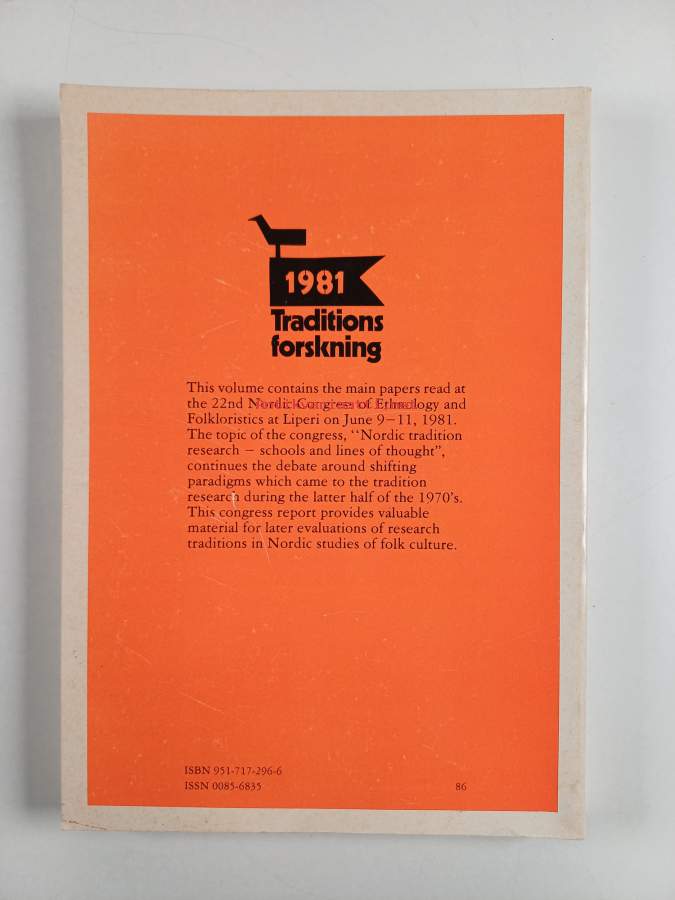 1981
Traditions
forskning
This volume contains the main papers read at
the 22nd Nordic Congress of Ethnology and
Folkloristics at Liperi on June 9–11, 1981.
The topic of the congress, “Nordic tradition
research – schools and lines of thought”,
continues the debate around shifting
paradigms which came to the tradition
research during the latter half of the 1970's.
This congress report provides valuable
material for later evaluations of research
traditions in Nordic studies of folk culture.
ISBN 951-717-296-6
ISSN 0085-6835 86